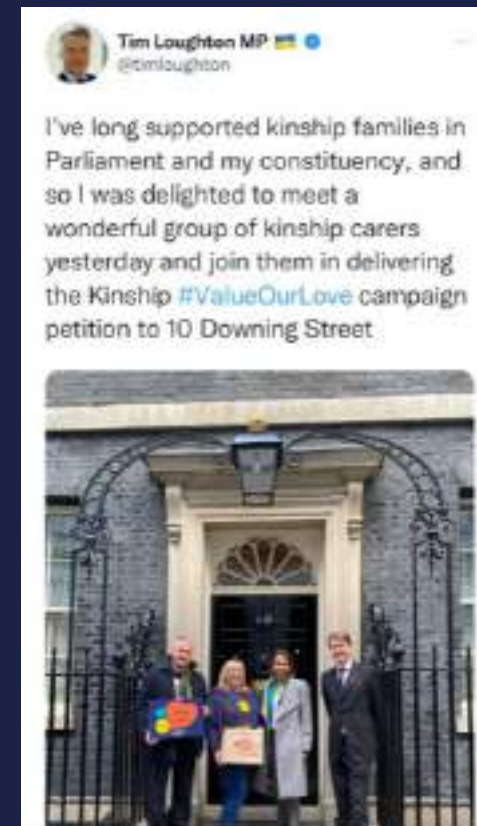 Tim Loughton MP
@timloughton
I've long supported kinship families in
Parliament and my constituency, and
so I was delighted to meet a
wonderful group of kinship carers
yesterday and join them in delivering
the Kinship #ValueOurLove campaign
petition to 10 Downing Street